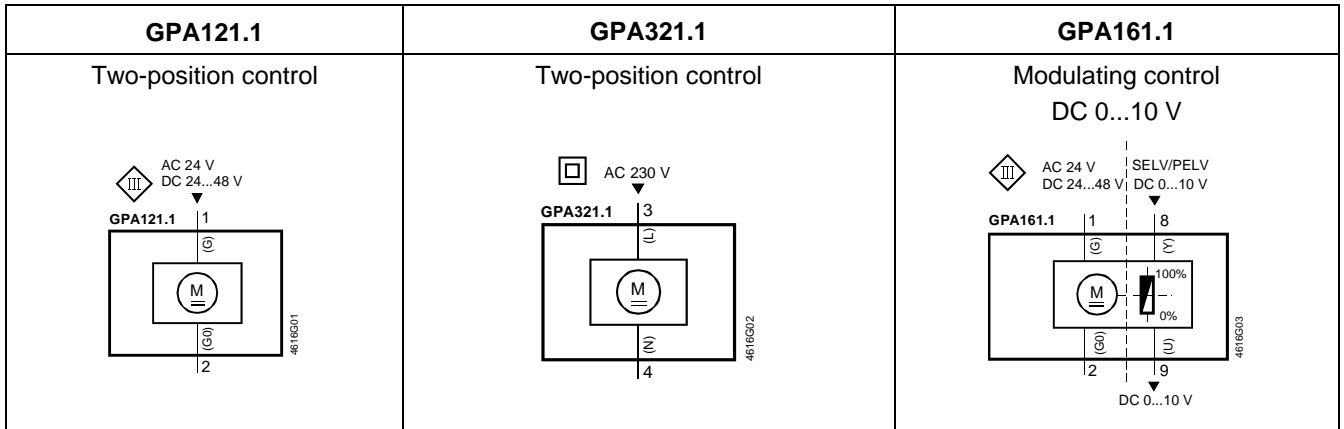 GPA121.1
GPA321.1
GPA161.1
Two-position control
Two-position control
Modulating control
DC 0...10 V
III
AC 24 V
DC 24...48 V
GPA121.1
1
(G)
M
(G0)
2
4616G01
AC 230 V
GPA321.1
3
(L)
M
(N)
4
4616G02
III
AC 24 V
DC 24...48 V
SELV/PELV
DC 0...10 V
GPA161.1
1
8
(G)
(Y)
M
100%
0%
(G0)
(U)
2
9
DC 0...10 V
4616G03